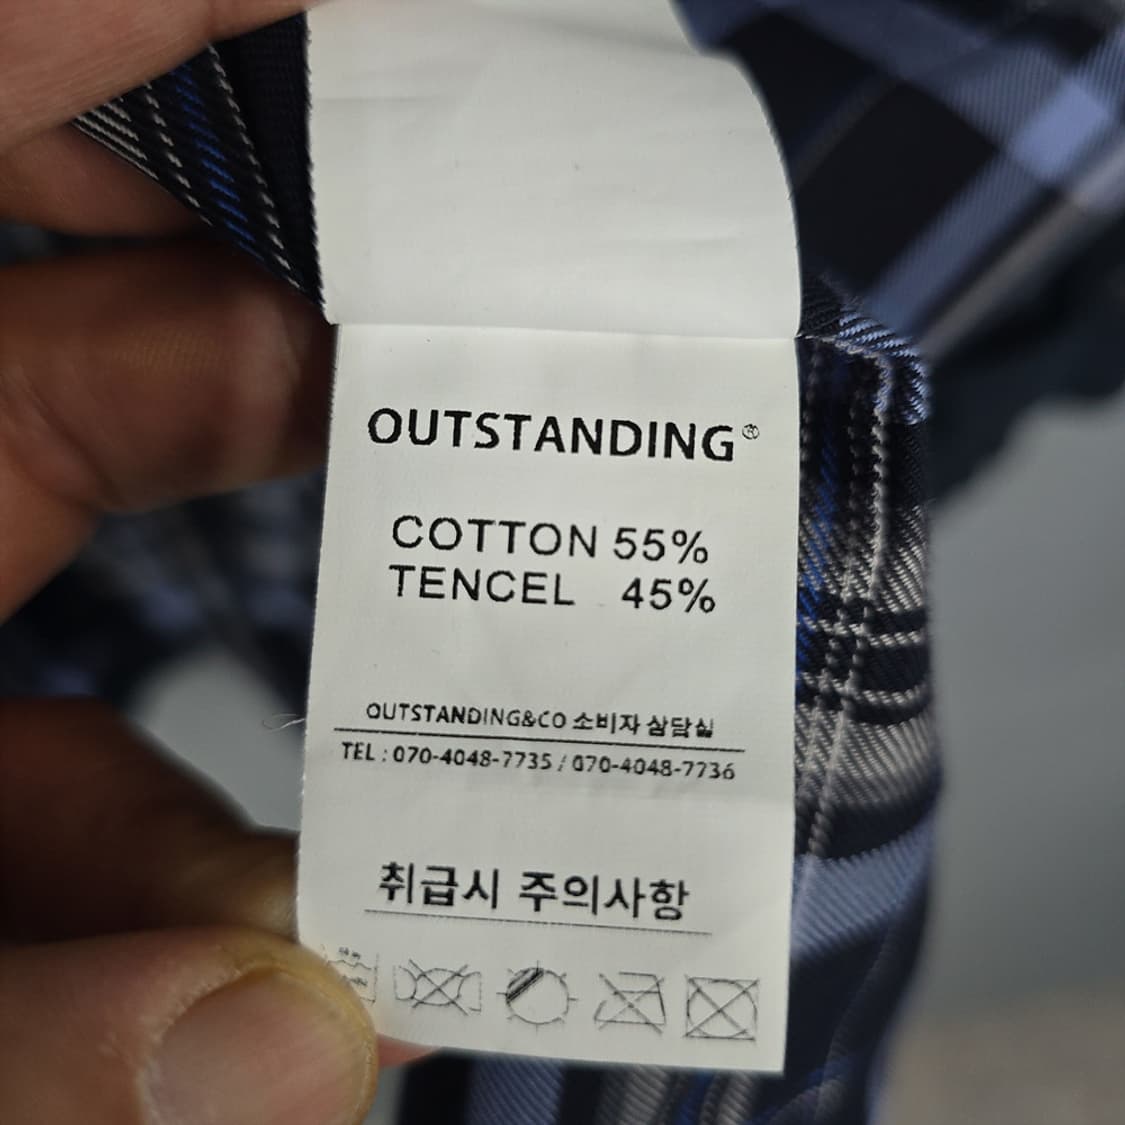 OUTSTANDING®
COTTON 55%
TENCEL 45%
OUTSTANDING&CO 소비자 상담실
TEL : 070-4048-7735 / 070-4048-7736
취급시 주의사항